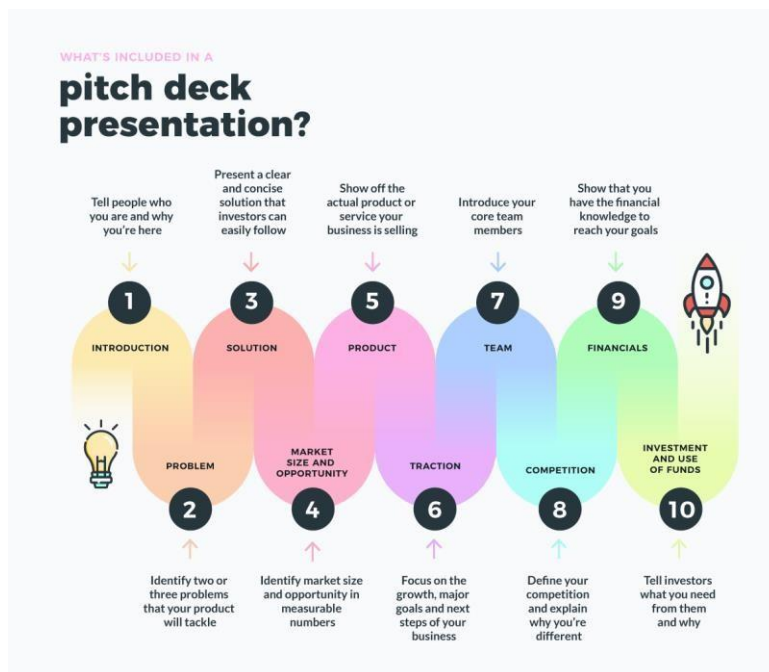 WHAT'S INCLUDED IN A
pitch deck
presentation?
Tell people who
you are and why
you're here
1
INTRODUCTION
PROBLEM
2
Identify two or
three problems
that your product
will tackle
Present a clear
and concise
solution that
investors can
easily follow
3
SOLUTION
MARKET
SIZE AND
OPPORTUNITY
4
Identify market size
and opportunity in
measurable
numbers
Show off the
actual product or
service your
business is selling
5
PRODUCT
TRACTION
6
Focus on the
growth, major
goals and next
steps of your
business
Introduce your
core team
members
7
TEAM
COMPETITION
8
Define your
competition
and explain
why you're
different
Show that you
have the financial
knowledge to
reach your goals
9
FINANCIALS
INVESTMENT
AND USE
OF FUNDS
10
Tell investors
what you need
from them
and why